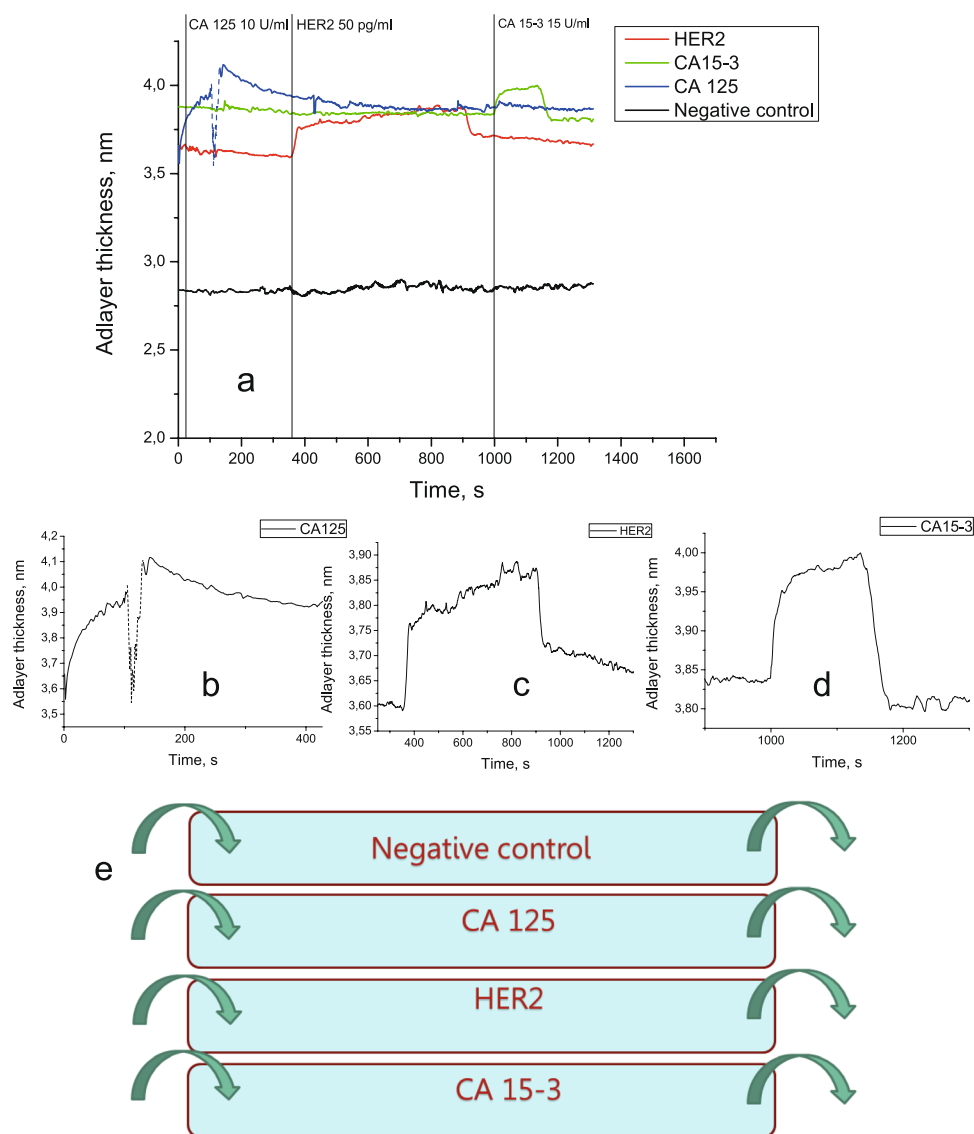 CA 125 10 U/ml HER2 50 pg/ml CA 15-3 15 U/ml
HER2
CA15-3
CA 125
Negative control
Adlayer thickness, nm
4,0
3,5
3,0
2,5
2,0
a
0 200 400 600 800 1000 1200 1400 1600
Time, s
CA125
Adlayer thickness, nm
4,2
4,1
4,0
3,9
3,8
3,7
3,6
3,5
b
0 200 400
Time, s
HER2
Adlayer thickness, nm
3,90
3,85
3,80
3,75
3,70
3,65
3,60
3,55
c
400 600 800 1000 1200
Time, s
CA15-3
Adlayer thickness, nm
4,00
3,95
3,90
3,85
3,80
d
1000 1200
Time, s
e
Negative control
CA 125
HER2
CA 15-3